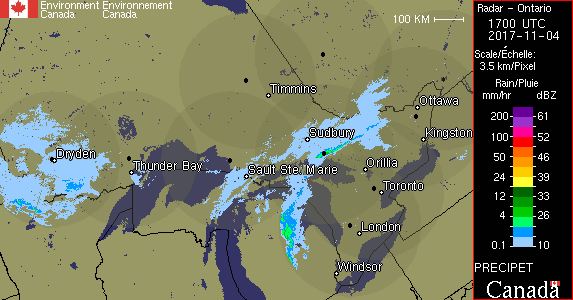 Environment Environnement
Canada Canada
100 KM
Timmins
Ottawa
Sudbury
Kingston
Dryden
Thunder Bay
Sault Ste. Marie
Orillia
Toronto
London
Windsor
Radar - Ontario
1700 UTC
2017-11-04
Scale/Échelle:
3.5 km/Pixel
Rain/Pluie
mm/hr dBZ
200 61
100 52
50 46
24 39
12 33
4 26
0.1 10
PRECIPET
Canada